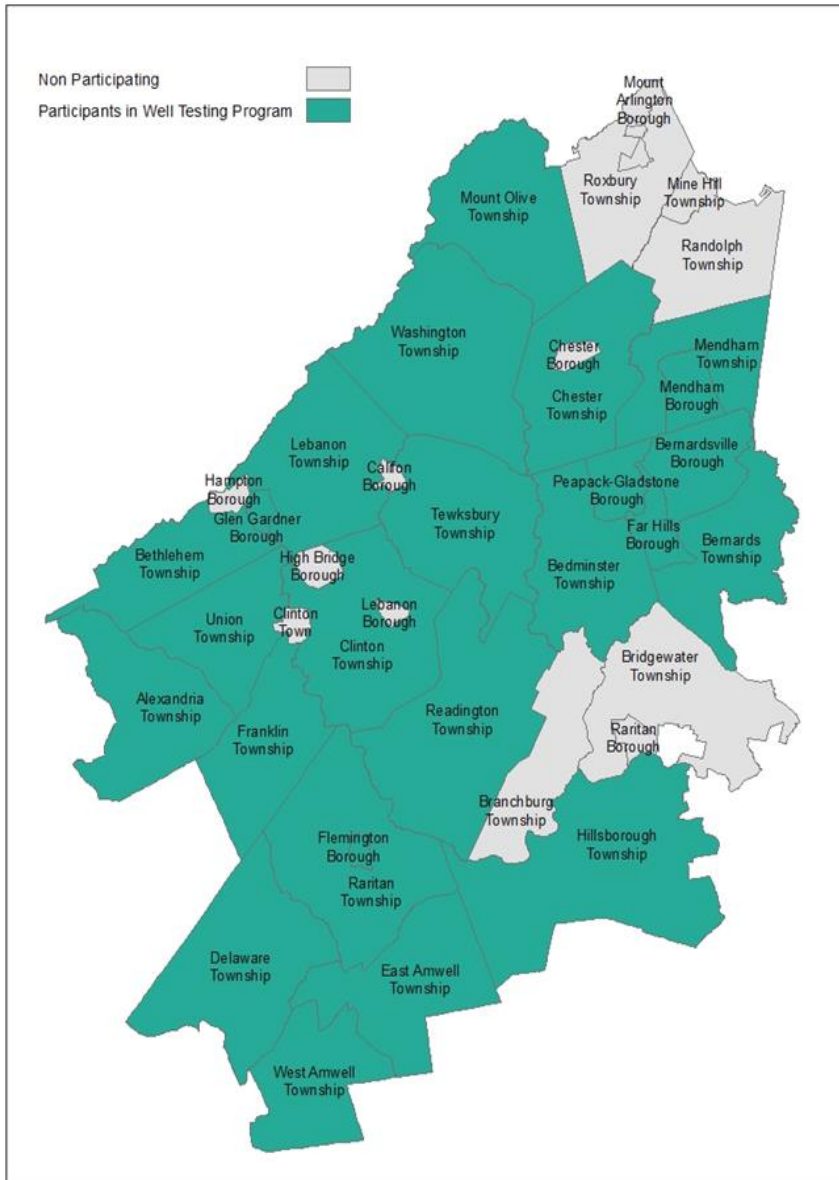 Non Participating
Participants in Well Testing Program
Mount
Arlington
Borough
Roxbury
Township
Mine Hill
Township
Mount Olive
Township
Randolph
Township
Washington
Township
Chester
Borough
Mendham
Township
Mendham
Borough
Chester
Township
Lebanon
Township
Califon
Borough
Bernardsville
Borough
Hampton
Borough
Peapack-Gladstone
Borough
Glen Gardner
Borough
Tewksbury
Township
Far Hills
Borough
Bernards
Township
Bethlehem
Township
High Bridge
Borough
Bedminster
Township
Union
Township
Clinton
Town
Lebanon
Borough
Clinton
Township
Bridgewater
Township
Alexandria
Township
Franklin
Township
Readington
Township
Raritan
Borough
Branchburg
Township
Flemington
Borough
Hillsborough
Township
Raritan
Township
Delaware
Township
East Amwell
Township
West Amwell
Township